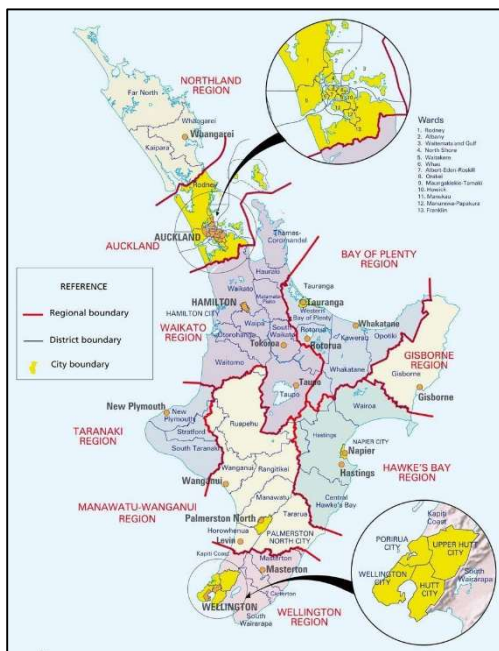 NORTHLAND
REGION
Far North
Whangarei
Whangarei
Kaipara
Rodney
AUCKLAND
AUCKLAND
Wards
1. Rodney
2. Albany
3. Waitemata and Gulf
4. North Shore
5. Waitakere
6. Whau
7. Albert-Eden-Roskill
8. Orakei
9. Maungakiekie-Tamaki
10. Howick
11. Manukau
12. Manurewa-Papakura
13. Franklin
REFERENCE
Regional boundary
District boundary
City boundary
Thames-
Coromandel
Hauraki
Waikato
Matamata
Piako
HAMILTON
HAMILTON CITY
WAIKATO
REGION
Waipa
South
Waikato
Otorohanga
Tokoroa
Waitomo
Taupo
Taupo
BAY OF PLENTY
REGION
Tauranga
Tauranga
Western
Bay of Plenty
Whakatane
Rotorua
Rotorua
Kawerau
Opotiki
Whakatane
GISBORNE
REGION
Gisborne
Gisborne
New Plymouth
New
Plymouth
TARANAKI
REGION
Stratford
South Taranaki
Ruapehu
Wairoa
Hastings
NAPIER CITY
Napier
Hastings
HAWKE'S BAY
REGION
Central
Hawke's Bay
Wanganui
Wanganui
Rangitikei
MANAWATU-WANGANUI
REGION
Manawatu
Tararua
Palmerston North
PALMERSTON
NORTH CITY
Horowhenua
Levin
Kapiti Coast
Masterton
Masterton
Carterton
WELLINGTON
South
Wairarapa
WELLINGTON
REGION
Kapiti
Coast
PORIRUA
CITY
UPPER HUTT
CITY
WELLINGTON
CITY
HUTT
CITY
South
Wairarapa